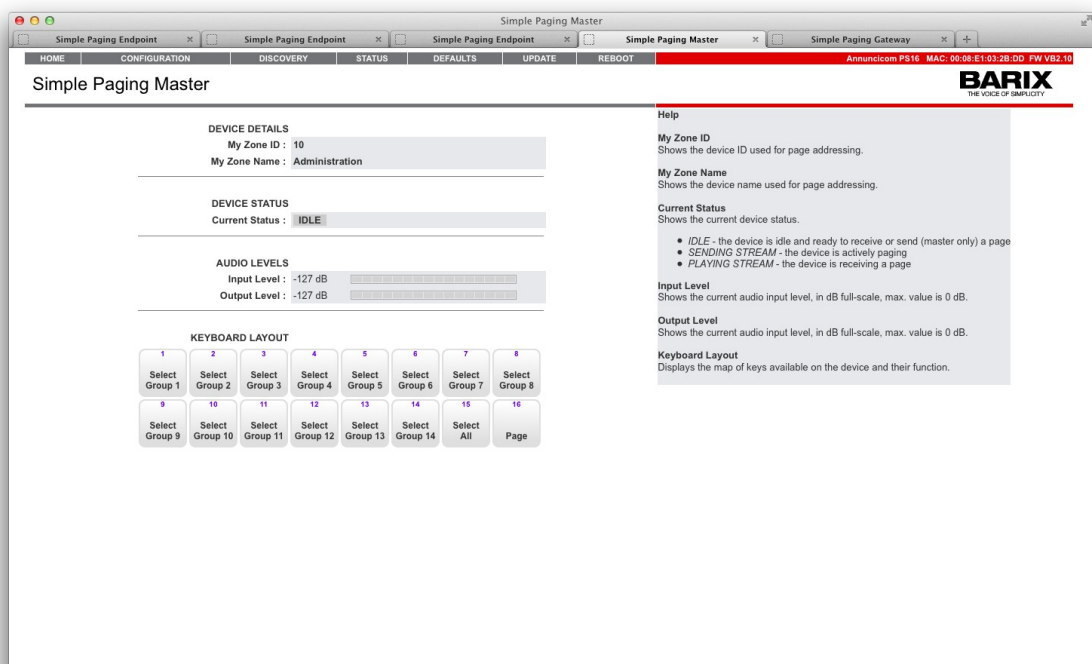 Simple Paging Master
Simple Paging Endpoint
Simple Paging Endpoint
Simple Paging Endpoint
Simple Paging Master
Simple Paging Gateway
HOME CONFIGURATION DISCOVERY STATUS DEFAULTS UPDATE REBOOT
Annuncicom PS16 MAC: 00:08:E1:03:2B:DD FW VB2.10
Simple Paging Master
BARIX
THE VOICE OF SIMPLICITY
DEVICE DETAILS
My Zone ID : 10
My Zone Name : Administration
DEVICE STATUS
Current Status : IDLE
AUDIO LEVELS
Input Level : -127 dB
Output Level : -127 dB
KEYBOARD LAYOUT
1 Select Group 1
2 Select Group 2
3 Select Group 3
4 Select Group 4
5 Select Group 5
6 Select Group 6
7 Select Group 7
8 Select Group 8
9 Select Group 9
10 Select Group 10
11 Select Group 11
12 Select Group 12
13 Select Group 13
14 Select Group 14
15 Select All
16 Page
Help
My Zone ID
Shows the device ID used for page addressing.
My Zone Name
Shows the device name used for page addressing.
Current Status
Shows the current device status.
IDLE - the device is idle and ready to receive or send (master only) a page
SENDING STREAM - the device is actively paging
PLAYING STREAM - the device is receiving a page
Input Level
Shows the current audio input level, in dB full-scale, max. value is 0 dB.
Output Level
Shows the current audio input level, in dB full-scale, max. value is 0 dB.
Keyboard Layout
Displays the map of keys available on the device and their function.